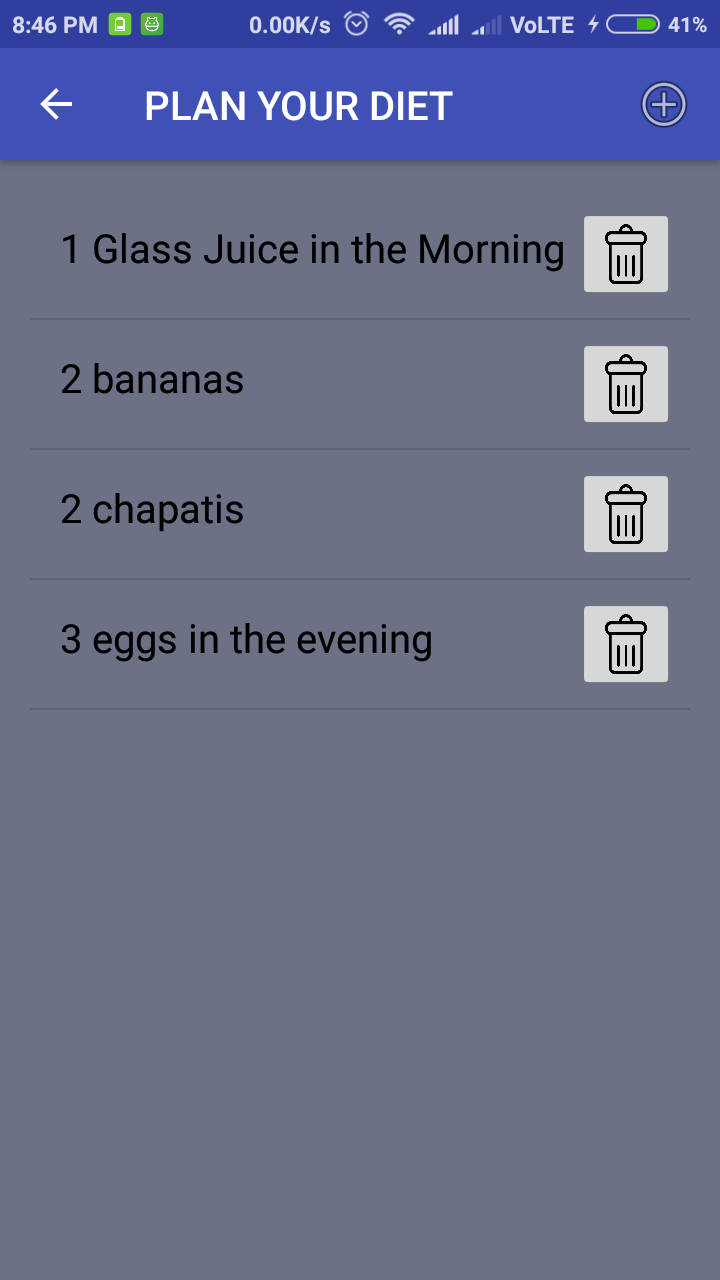 8:46 PM 0.00K/s VoLTE 41%
PLAN YOUR DIET
1 Glass Juice in the Morning
2 bananas
2 chapatis
3 eggs in the evening